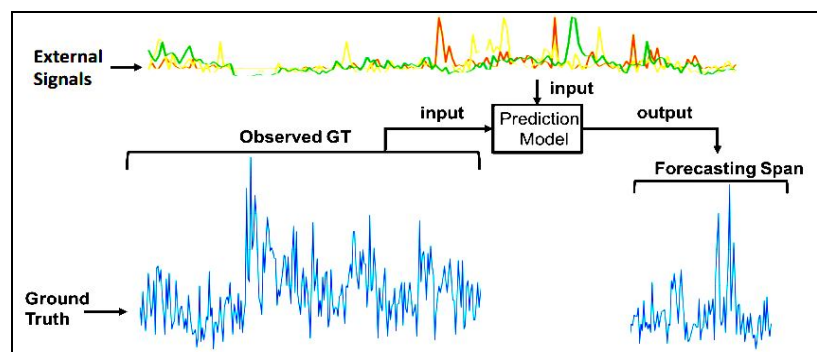 External
Signals
input
input
Prediction
Model
output
Observed GT
Forecasting Span
Ground
Truth